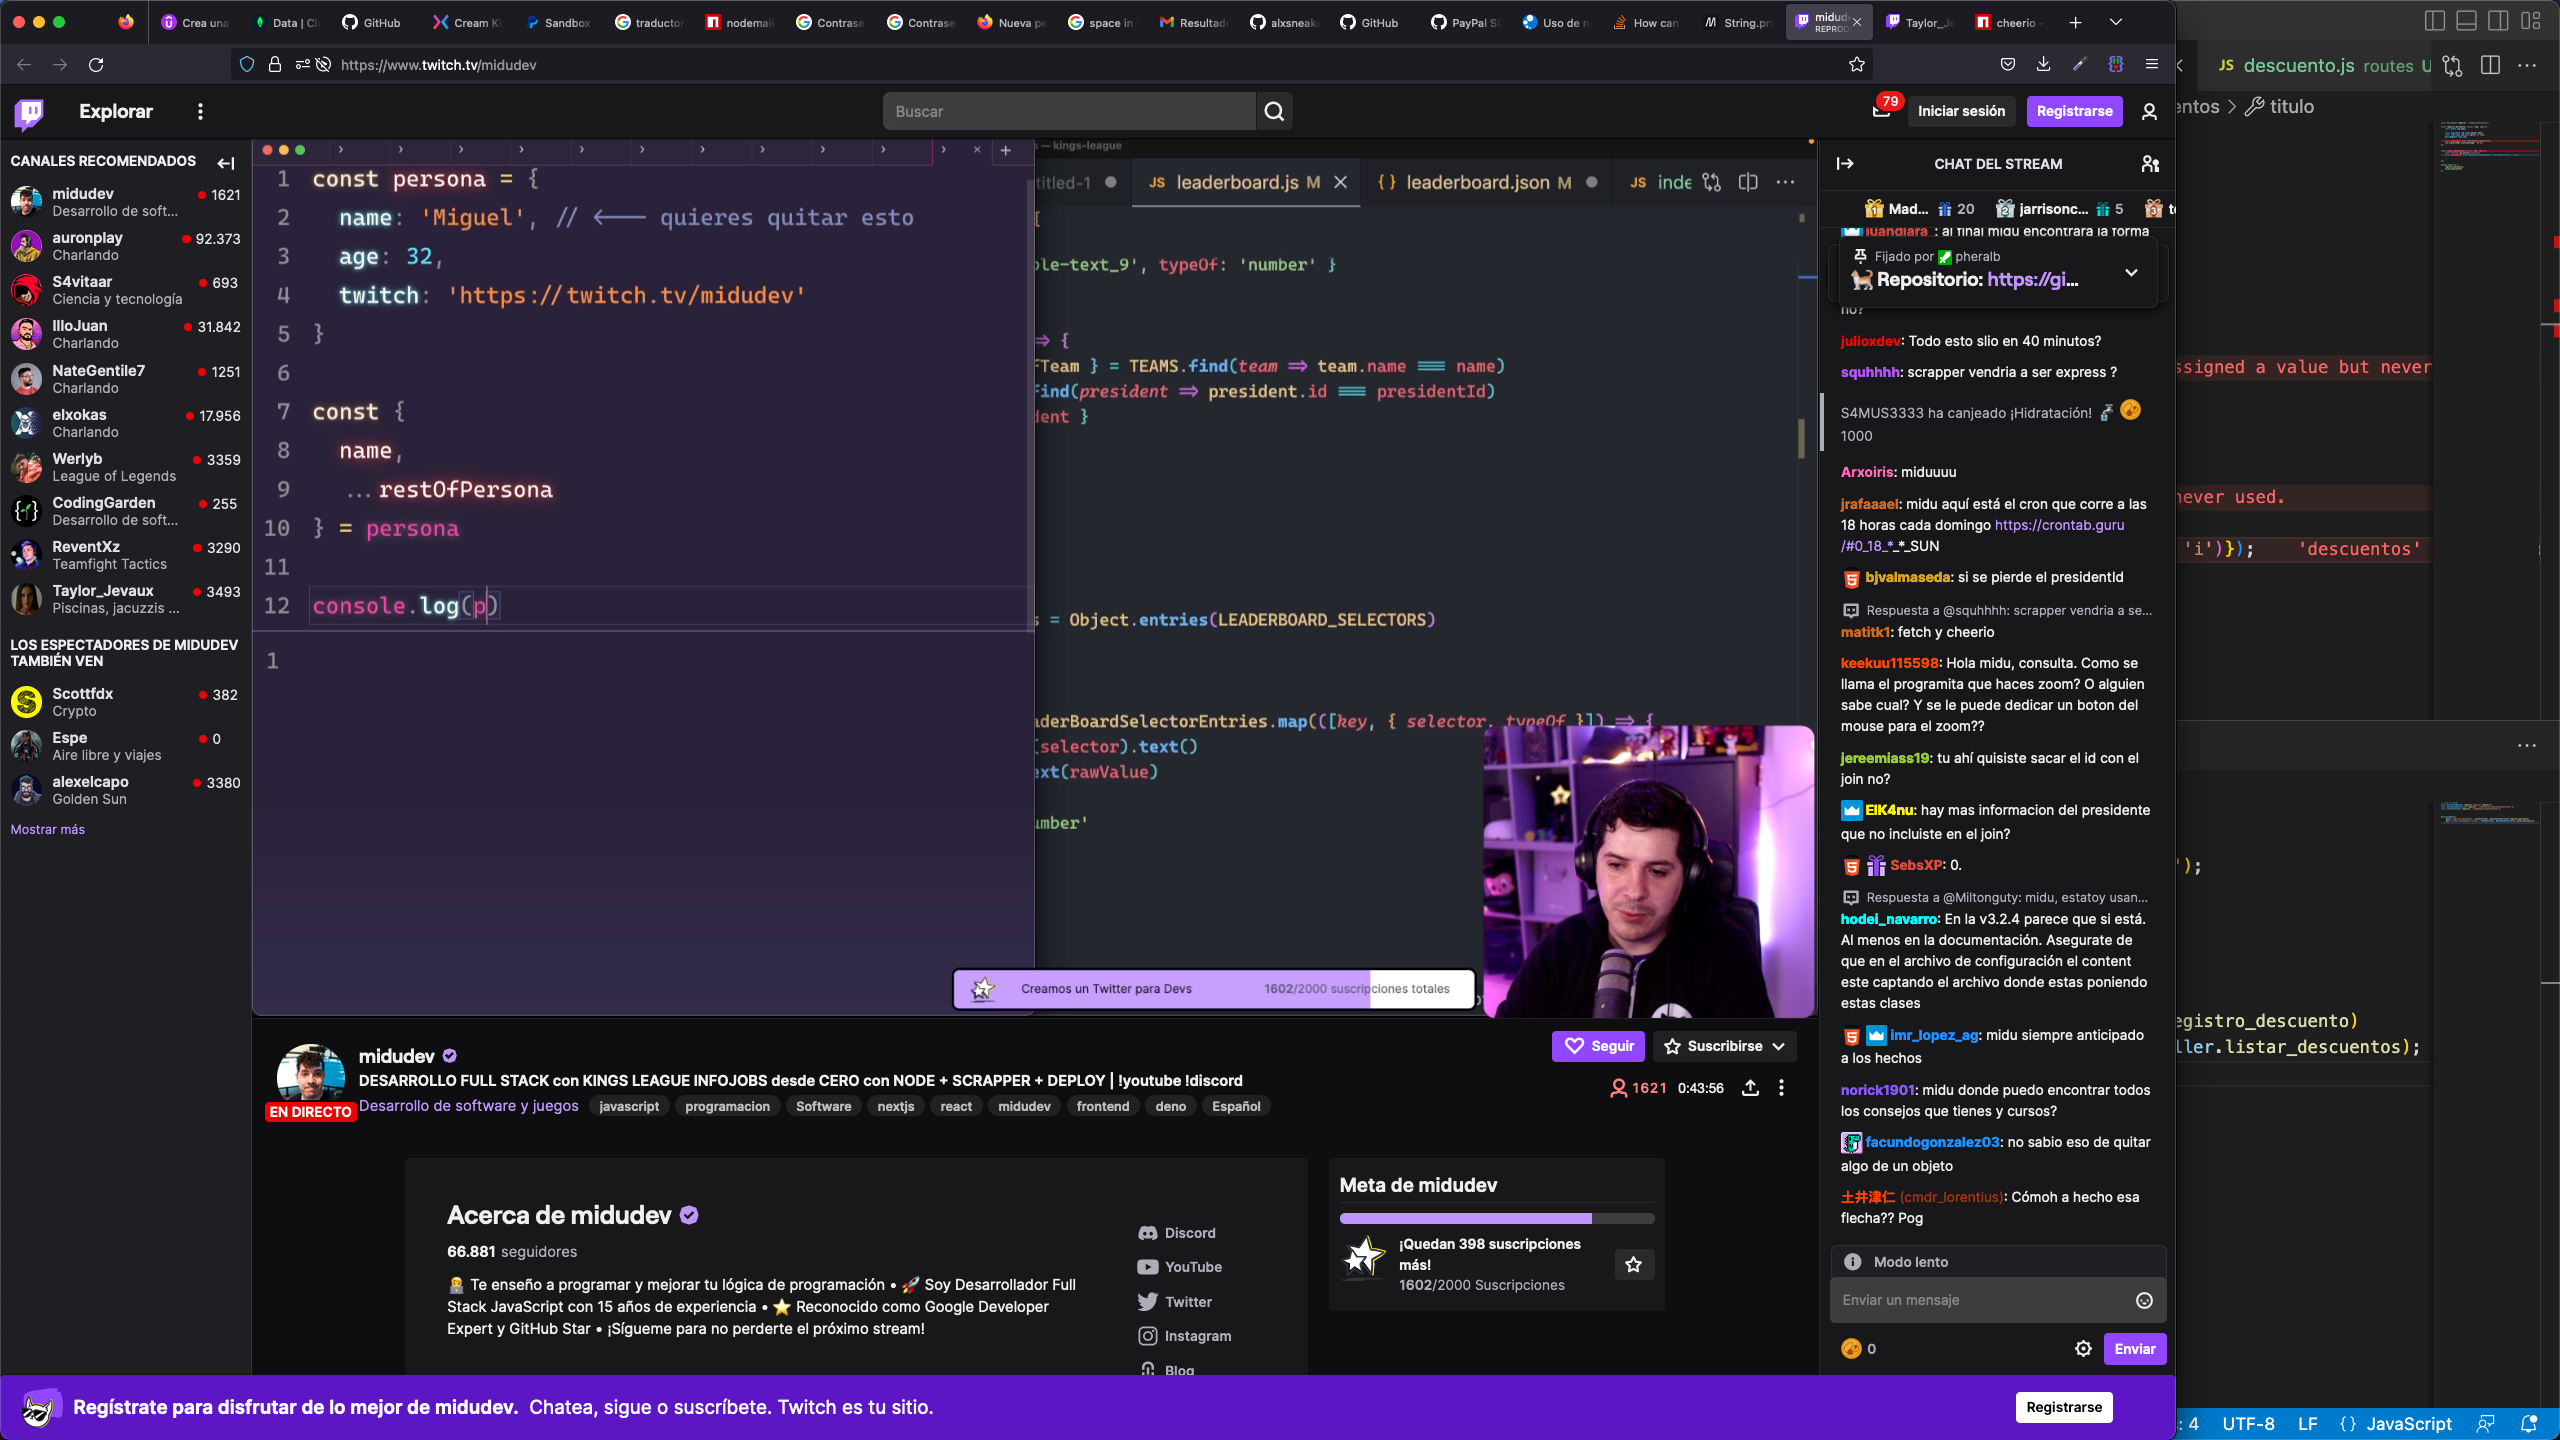 Crea una
Data | Cl
GitHub
Cream Ki
Sandbox
traductor
nodemail
Contrase
Contrase
Nueva pe
space in
Resultad
alxsneak
GitHub
PayPal S
Uso de n
How can
String.pr
midud
REPROD
Taylor_Je
cheerio -
https://www.twitch.tv/midudev
Explorar
Buscar
79
Iniciar sesión
Registrarse
CANALES RECOMENDADOS
midudev 1621
Desarrollo de soft...
auronplay 92.373
Charlando
S4vitaar 693
Ciencia y tecnología
IlloJuan 31.842
Charlando
NateGentile7 1251
Charlando
elxokas 17.956
Charlando
Werlyb 3359
League of Legends
CodingGarden 255
Desarrollo de soft...
ReventXz 3290
Teamfight Tactics
Taylor_Jevaux 3493
Piscinas, jacuzzis ...
LOS ESPECTADORES DE MIDUDEV
TAMBIÉN VEN
Scottfdx 382
Crypto
Espe 0
Aire libre y viajes
alexelcapo 3380
Golden Sun
Mostrar más
1 const persona = {
2 name: 'Miguel', // <--- quieres quitar esto
3 age: 32,
4 twitch: 'https://twitch.tv/midudev'
5 }
6
7 const {
8 name,
9 ...restOfPersona
10 } = persona
11
12 console.log(p)
1
s — kings-league
titled-1
JS leaderboard.js M
{} leaderboard.json M
JS inde
{
ole-text_9', typeOf: 'number' }
=> {
fTeam } = TEAMS.find(team => team.name === name)
find(president => president.id === presidentId)
dent }
s = Object.entries(LEADERBOARD_SELECTORS)
aderBoardSelectorEntries.map(([key, { selector, typeOf }]) => {
(selector).text()
ext(rawValue)
umber'
Creamos un Twitter para Devs 1602/2000 suscripciones totales
midudev
DESARROLLO FULL STACK con KINGS LEAGUE INFOJOBS desde CERO con NODE + SCRAPPER + DEPLOY | !youtube !discord
EN DIRECTO
Desarrollo de software y juegos javascript programacion Software nextjs react midudev frontend deno Español
Seguir
Suscribirse
1621 0:43:56
Acerca de midudev
66.881 seguidores
👨‍💻 Te enseño a programar y mejorar tu lógica de programación • 🚀 Soy Desarrollador Full
Stack JavaScript con 15 años de experiencia • ⭐ Reconocido como Google Developer
Expert y GitHub Star • ¡Sígueme para no perderte el próximo stream!
Discord
YouTube
Twitter
Instagram
Blog
Meta de midudev
¡Quedan 398 suscripciones
más!
1602/2000 Suscripciones
CHAT DEL STREAM
1 Mad... 20 2 jarrisonc... 5 3 t
juandiara : al final midu encontrara la forma
Fijado por pheralb
Repositorio: https://gi...
no?
julioxdev: Todo esto slio en 40 minutos?
squhhhh: scrapper vendria a ser express ?
S4MUS3333 ha canjeado ¡Hidratación!
1000
Arxoiris: miduuuu
jrafaaael: midu aquí está el cron que corre a las
18 horas cada domingo https://crontab.guru
/#0_18_*_*_SUN
bjvalmaseda: si se pierde el presidentId
Respuesta a @squhhhh: scrapper vendria a se...
matitk1: fetch y cheerio
keekuu115598: Hola midu, consulta. Como se
llama el programita que haces zoom? O alguien
sabe cual? Y se le puede dedicar un boton del
mouse para el zoom??
jereemiass19: tu ahí quisiste sacar el id con el
join no?
ElK4nu: hay mas informacion del presidente
que no incluiste en el join?
SebsXP: 0.
Respuesta a @Miltonguty: midu, estatoy usan...
hodei_navarro: En la v3.2.4 parece que si está.
Al menos en la documentación. Asegurate de
que en el archivo de configuración el content
este captando el archivo donde estas poniendo
estas clases
imr_lopez_ag: midu siempre anticipado
a los hechos
norick1901: midu donde puedo encontrar todos
los consejos que tienes y cursos?
facundogonzalez03: no sabio eso de quitar
algo de un objeto
土井津仁 (cmdr_lorentius): Cómoh a hecho esa
flecha?? Pog
Modo lento
Enviar un mensaje
0
Enviar
Regístrate para disfrutar de lo mejor de midudev. Chatea, sigue o suscríbete. Twitch es tu sitio.
Registrarse
JS descuento.js routes U
entos > titulo
ssigned a value but never
never used.
'i')}); 'descuentos'
');
egistro_descuento)
ller.listar_descuentos);
: 4 UTF-8 LF {} JavaScript